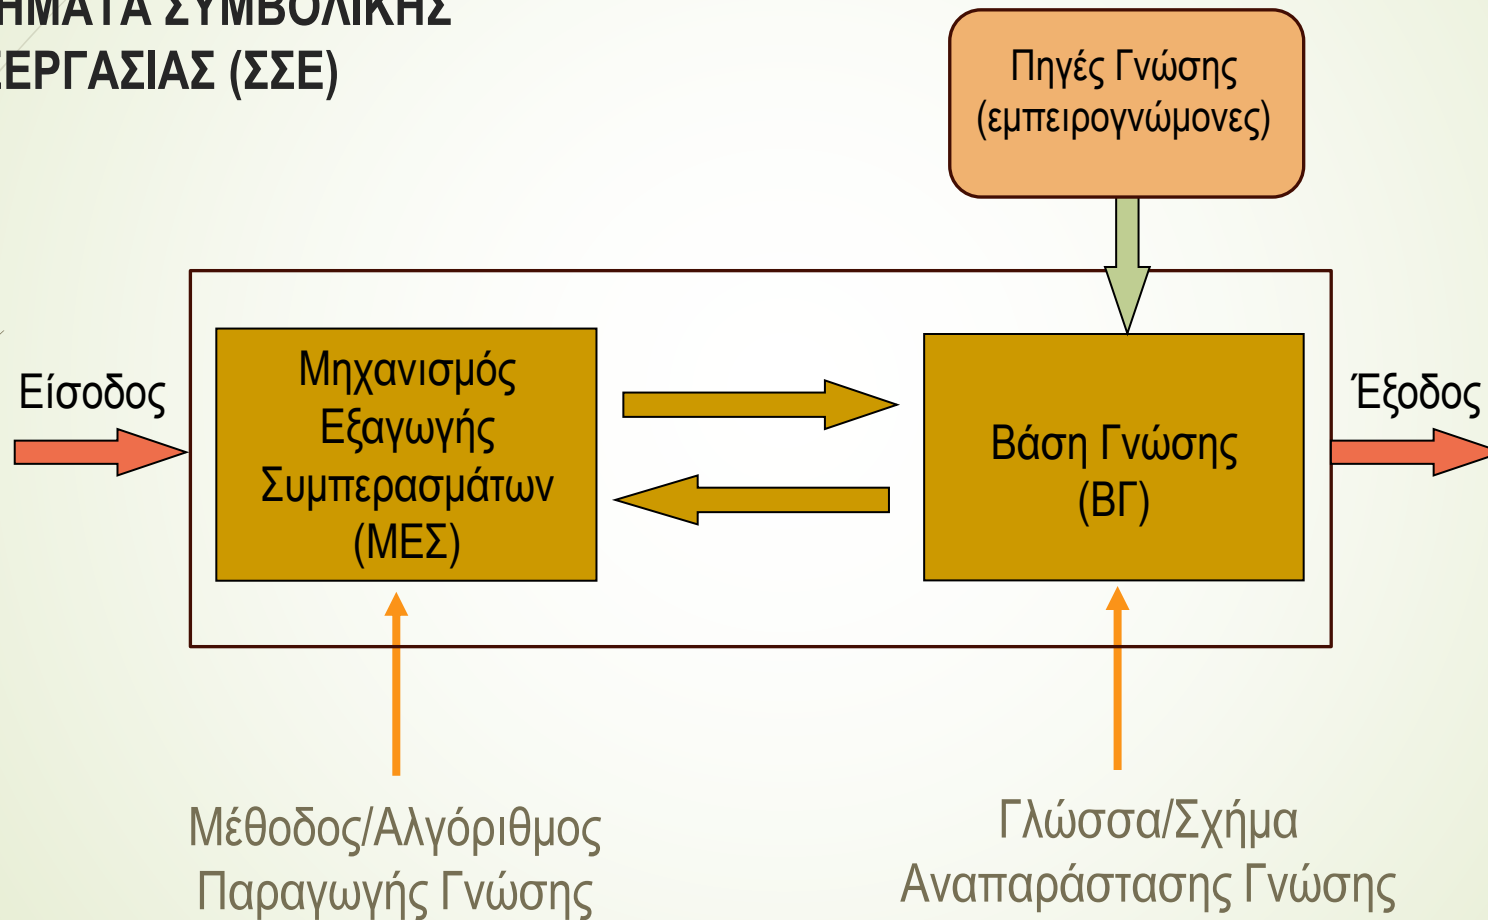 ΣΥΜΒΟΛΙΚΗΣ
(ΣΣΕ)
Πηγές Γνώσης
(εμπειρογνώμονες)
Είσοδος
Μηχανισμός
Εξαγωγής
Συμπερασμάτων
(ΜΕΣ)
Βάση Γνώσης
(ΒΓ)
Έξοδος
Μέθοδος/Αλγόριθμος
Παραγωγής Γνώσης
Γλώσσα/Σχήμα
Αναπαράστασης Γνώσης